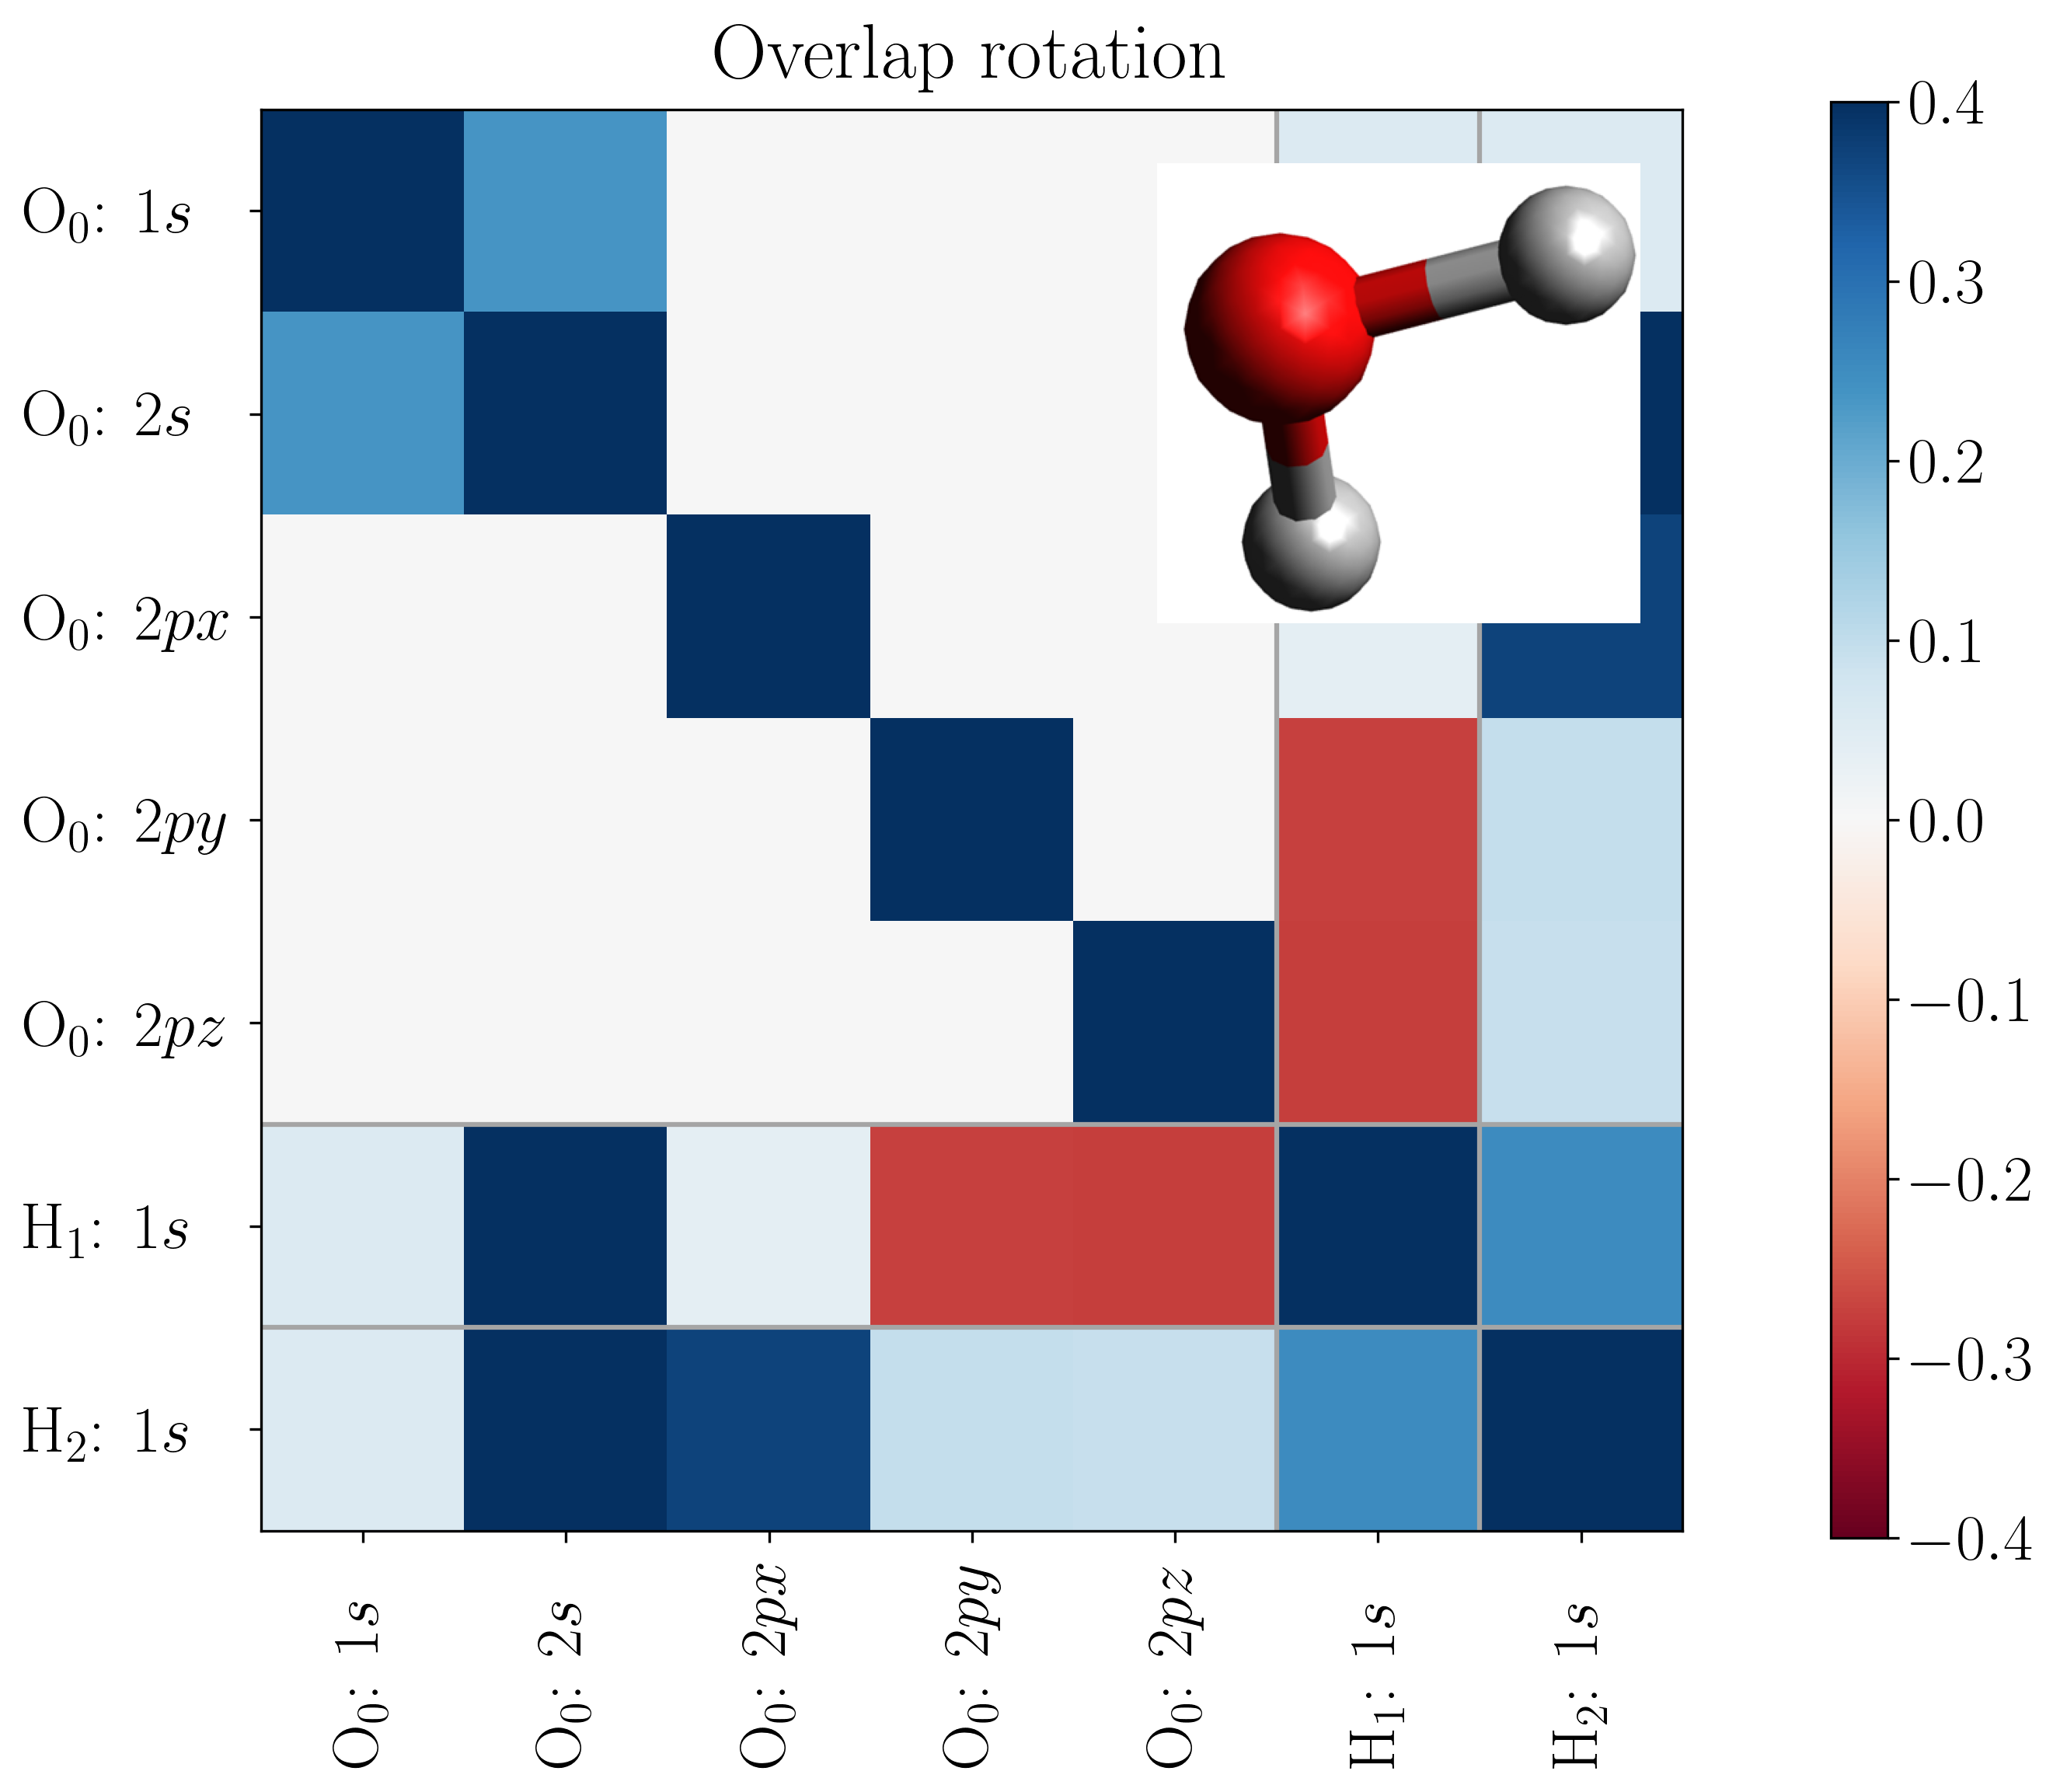 Overlap rotation
O₀: 1s
O₀: 2s
O₀: 2px
O₀: 2py
O₀: 2pz
H₁: 1s
H₂: 1s
O₀: 1s
O₀: 2s
O₀: 2px
O₀: 2py
O₀: 2pz
H₁: 1s
H₂: 1s
0.4
0.3
0.2
0.1
0.0
−0.1
−0.2
−0.3
−0.4